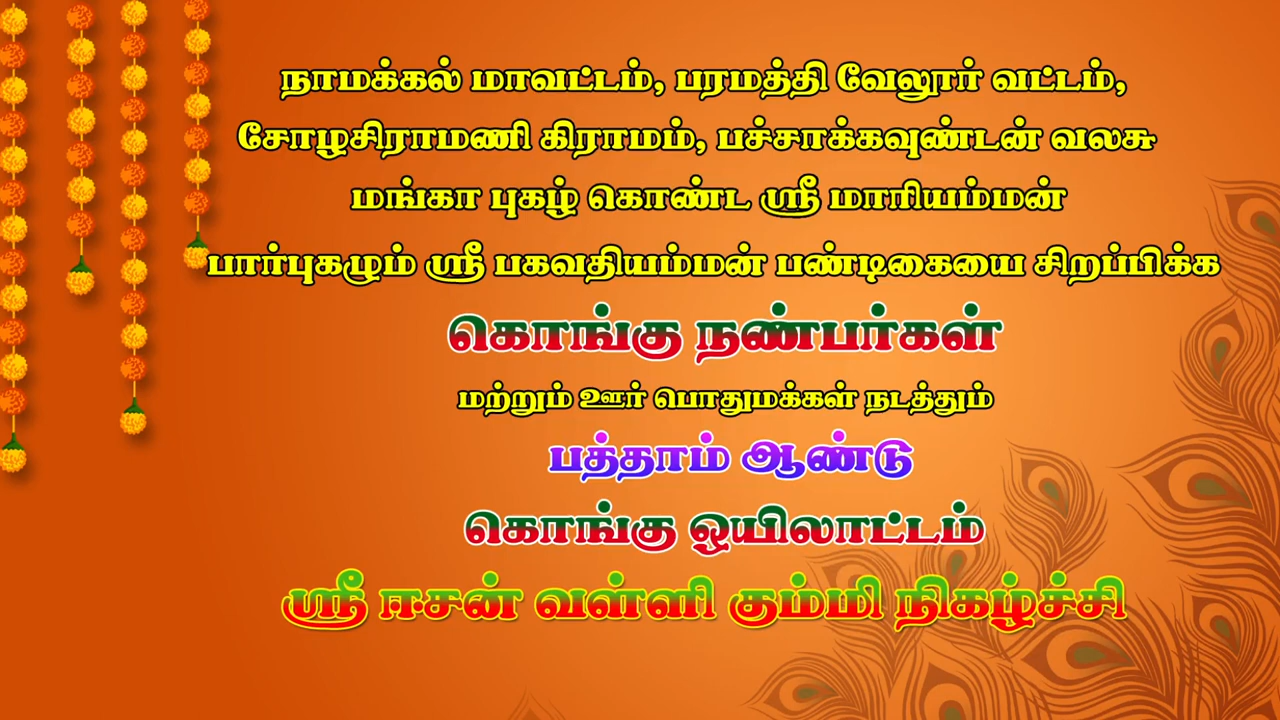 நாமக்கல் மாவட்டம், பரமத்தி வேலூர் வட்டம்,
சோழசிராமணி கிராமம், பச்சாக்கவுண்டன் வலசு
மங்கா புகழ் கொண்ட ஸ்ரீ மாரியம்மன்
பார்புகழும் ஸ்ரீ பகவதியம்மன் பண்டிகையை சிறப்பிக்க
கொங்கு நண்பர்கள்
மற்றும் ஊர் பொதுமக்கள் நடத்தும்
பத்தாம் ஆண்டு
கொங்கு ஒயிலாட்டம்
ஸ்ரீ ஈசன் வள்ளி கும்மி நிகழ்ச்சி